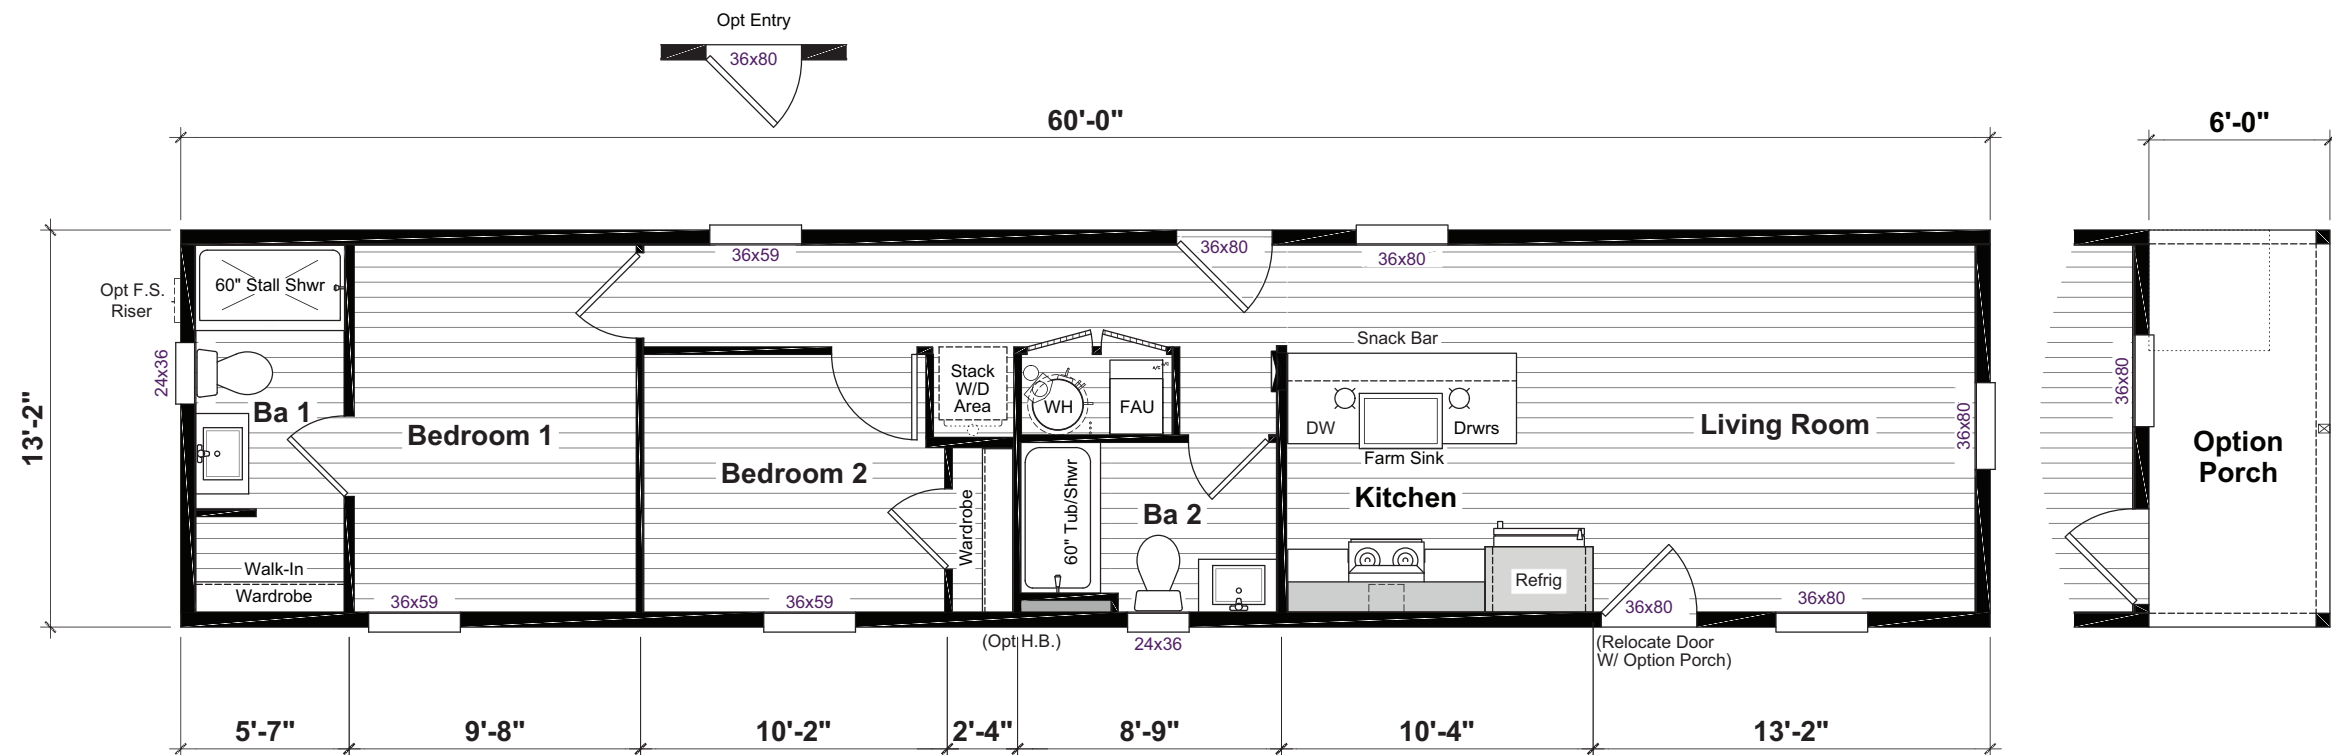 Opt Entry
36x80
60'-0"
6'-0"
36x59
36x80
36x80
60" Stall Shwr
Opt F.S.
Riser
24x36
13'-2"
Ba 1
Bedroom 1
Walk-In
Wardrobe
36x59
Bedroom 2
36x59
Stack
W/D
Area
Wardrobe
WH
FAU
A/C
60" Tub/Shwr
Ba 2
(Opt H.B.)
24x36
Snack Bar
DW
Drwrs
Farm Sink
Kitchen
Refrig
Living Room
36x80
36x80
36x80
(Relocate Door
W/ Option Porch)
36x80
Option
Porch
5'-7"
9'-8"
10'-2"
2'-4"
8'-9"
10'-4"
13'-2"